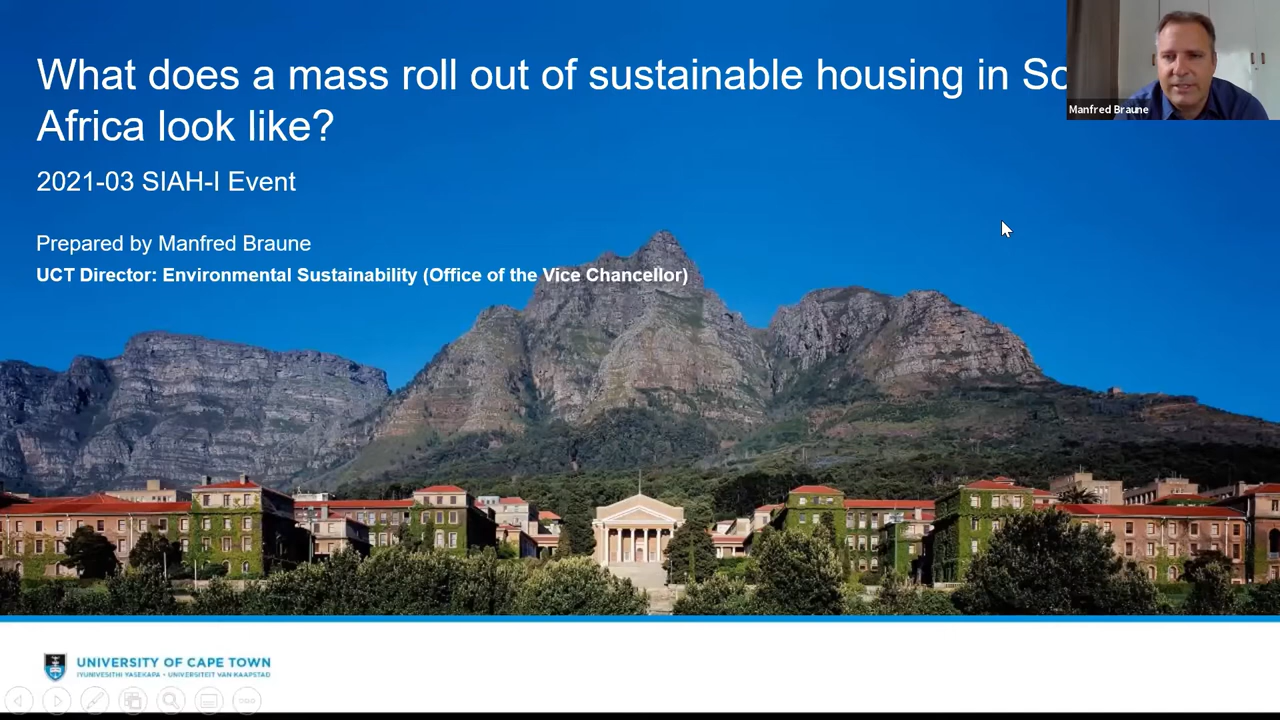 What does a mass roll out of sustainable housing in So
Africa look like?
2021-03 SIAH-I Event
Prepared by Manfred Braune
UCT Director: Environmental Sustainability (Office of the Vice Chancellor)
Manfred Braune
UNIVERSITY OF CAPE TOWN
IYUNIVESITHI YASEKAPA • UNIVERSITEIT VAN KAAPSTAD